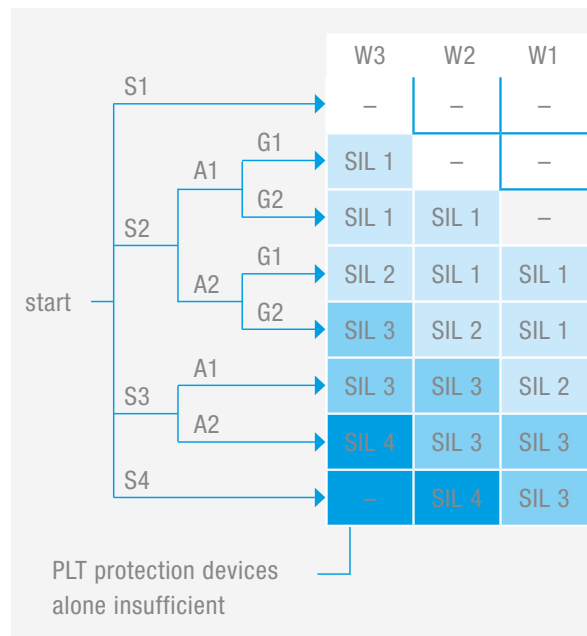 W3 W2 W1
S1 – – –
G1
A1 SIL 1 – –
G2
S2 SIL 1 SIL 1 –
G1
A2 SIL 2 SIL 1 SIL 1
start G2
SIL 3 SIL 2 SIL 1
A1
S3 SIL 3 SIL 3 SIL 2
A2
SIL 4 SIL 3 SIL 3
S4
– SIL 4 SIL 3
PLT protection devices
alone insufficient